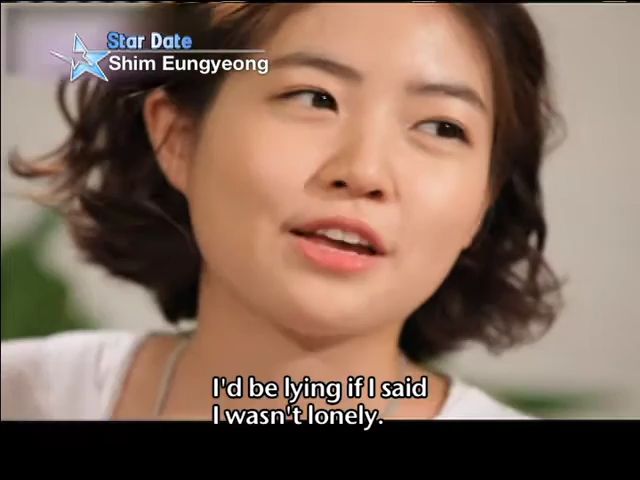 Star Date
Shim Eungyeong
I'd be lying if I said
I wasn't lonely.